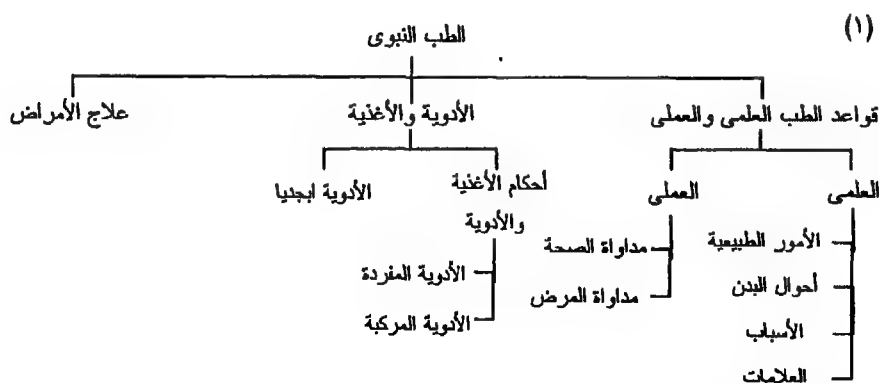 (١)
الطب النبوى
قواعد الطب العلمى والعملى
الأدوية والأغذية
علاج الأمراض
العلمى
العملى
أحكام الأغذية
والأدوية
الأدوية ابجديا
الأمور الطبيعية
أحوال البدن
الأسباب
العلامات
مداواة الصحة
مداواة المرض
الأدوية المفردة
الأدوية المركبة